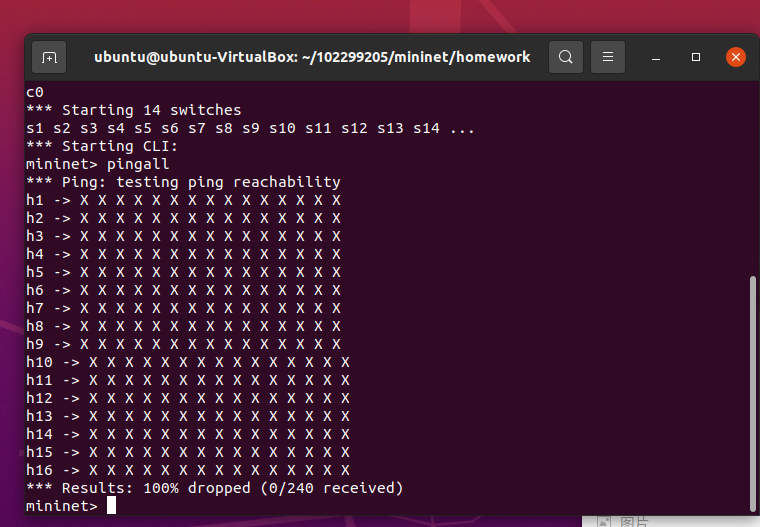 ubuntu@ubuntu-VirtualBox: ~/102299205/mininet/homework
c0
*** Starting 14 switches
s1 s2 s3 s4 s5 s6 s7 s8 s9 s10 s11 s12 s13 s14 ...
*** Starting CLI:
mininet> pingall
*** Ping: testing ping reachability
h1 -> X X X X X X X X X X X X X X X
h2 -> X X X X X X X X X X X X X X X
h3 -> X X X X X X X X X X X X X X X
h4 -> X X X X X X X X X X X X X X X
h5 -> X X X X X X X X X X X X X X X
h6 -> X X X X X X X X X X X X X X X
h7 -> X X X X X X X X X X X X X X X
h8 -> X X X X X X X X X X X X X X X
h9 -> X X X X X X X X X X X X X X X
h10 -> X X X X X X X X X X X X X X X
h11 -> X X X X X X X X X X X X X X X
h12 -> X X X X X X X X X X X X X X X
h13 -> X X X X X X X X X X X X X X X
h14 -> X X X X X X X X X X X X X X X
h15 -> X X X X X X X X X X X X X X X
h16 -> X X X X X X X X X X X X X X X
*** Results: 100% dropped (0/240 received)
mininet>
图片